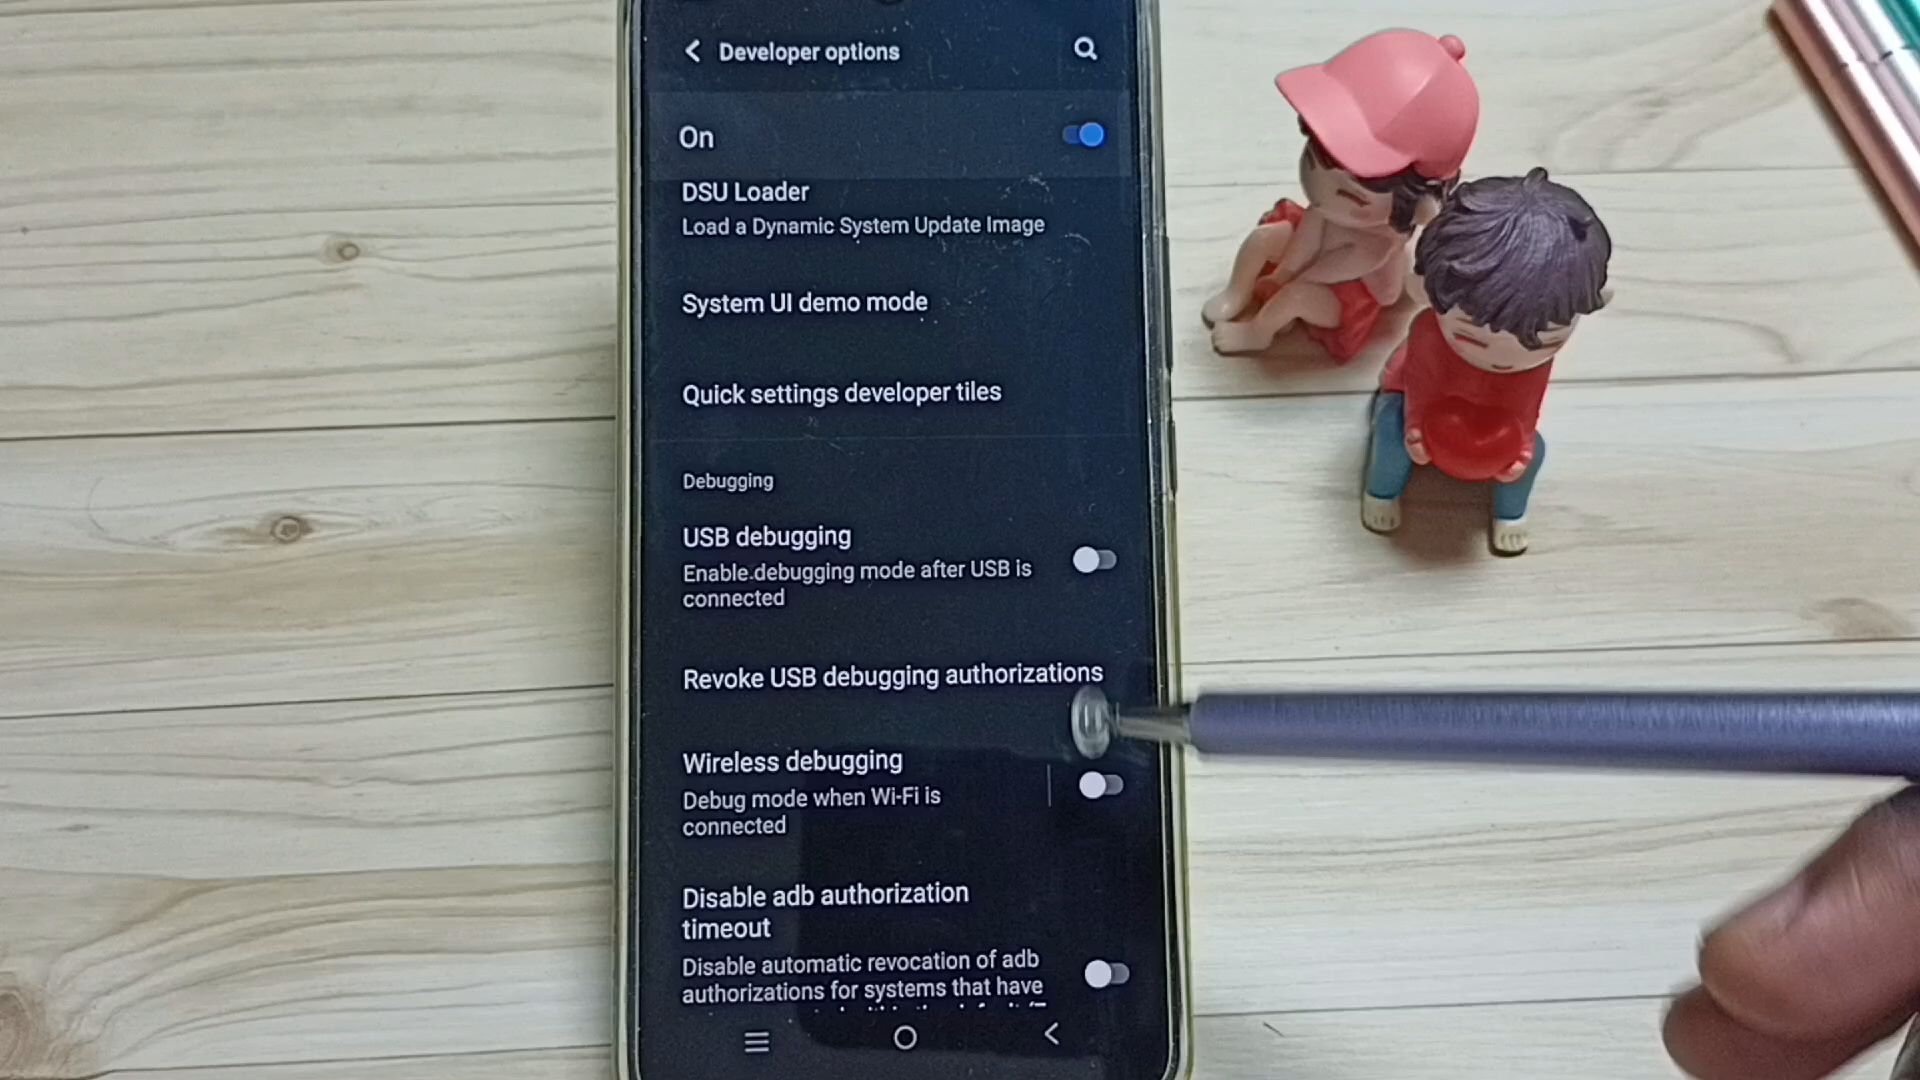 Developer options
On
DSU Loader
Load a Dynamic System Update Image
System UI demo mode
Quick settings developer tiles
Debugging
USB debugging
Enable debugging mode after USB is
connected
Revoke USB debugging authorizations
Wireless debugging
Debug mode when Wi-Fi is
connected
Disable adb authorization
timeout
Disable automatic revocation of adb
authorizations for systems that have